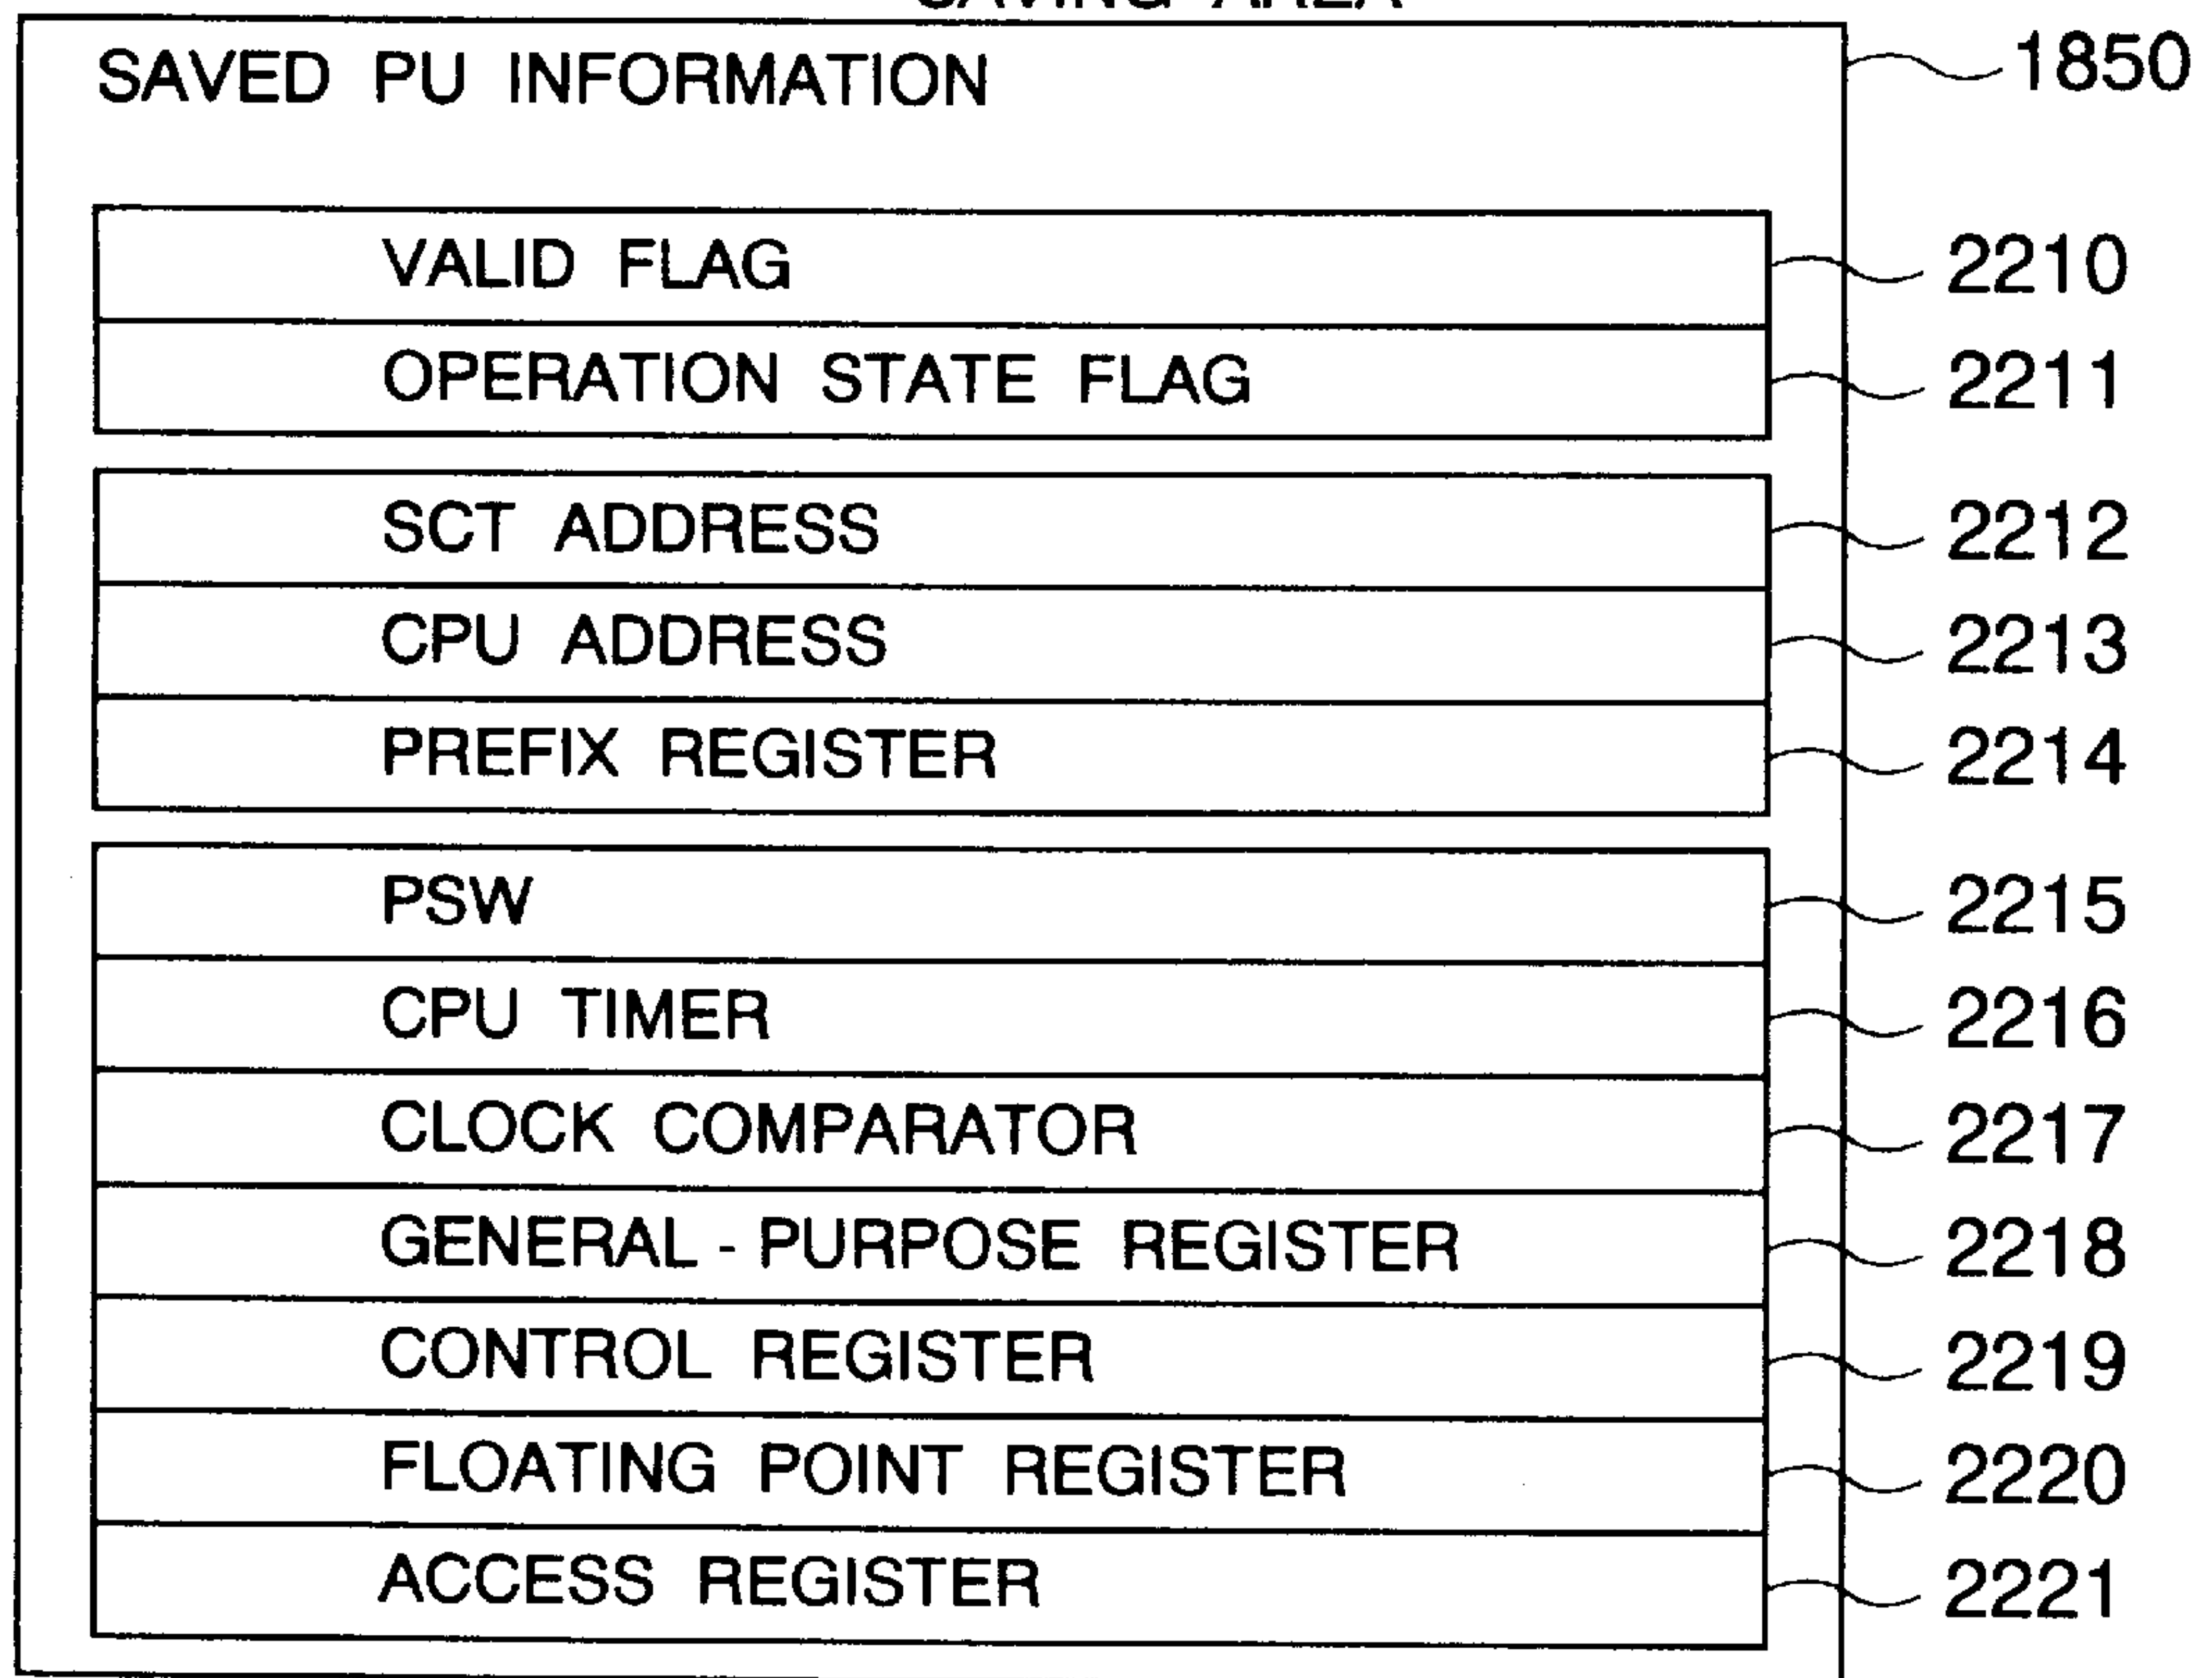 SAVING AREA
SAVED PU INFORMATION 1850
VALID FLAG 2210
OPERATION STATE FLAG 2211
SCT ADDRESS 2212
CPU ADDRESS 2213
PREFIX REGISTER 2214
PSW 2215
CPU TIMER 2216
CLOCK COMPARATOR 2217
GENERAL-PURPOSE REGISTER 2218
CONTROL REGISTER 2219
FLOATING POINT REGISTER 2220
ACCESS REGISTER 2221